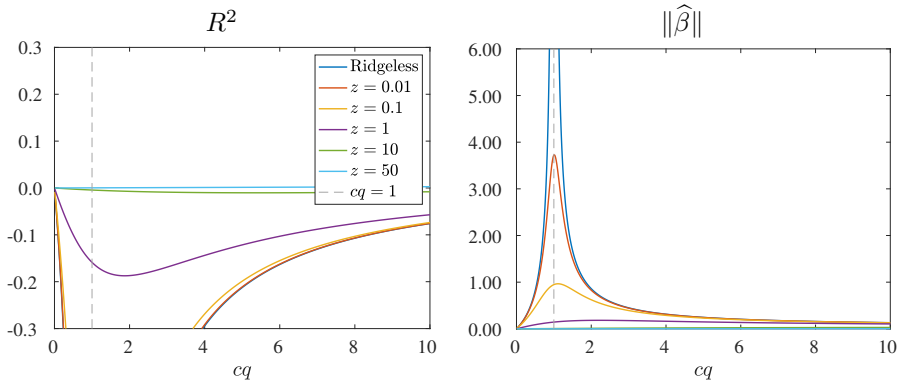 R²
0.3
0.2
0.1
0.0
-0.1
-0.2
-0.3
0
2
4
6
8
10
cq
Ridgeless
z = 0.01
z = 0.1
z = 1
z = 10
z = 50
cq = 1
‖β̂‖
6.00
5.00
4.00
3.00
2.00
1.00
0.00
0
2
4
6
8
10
cq